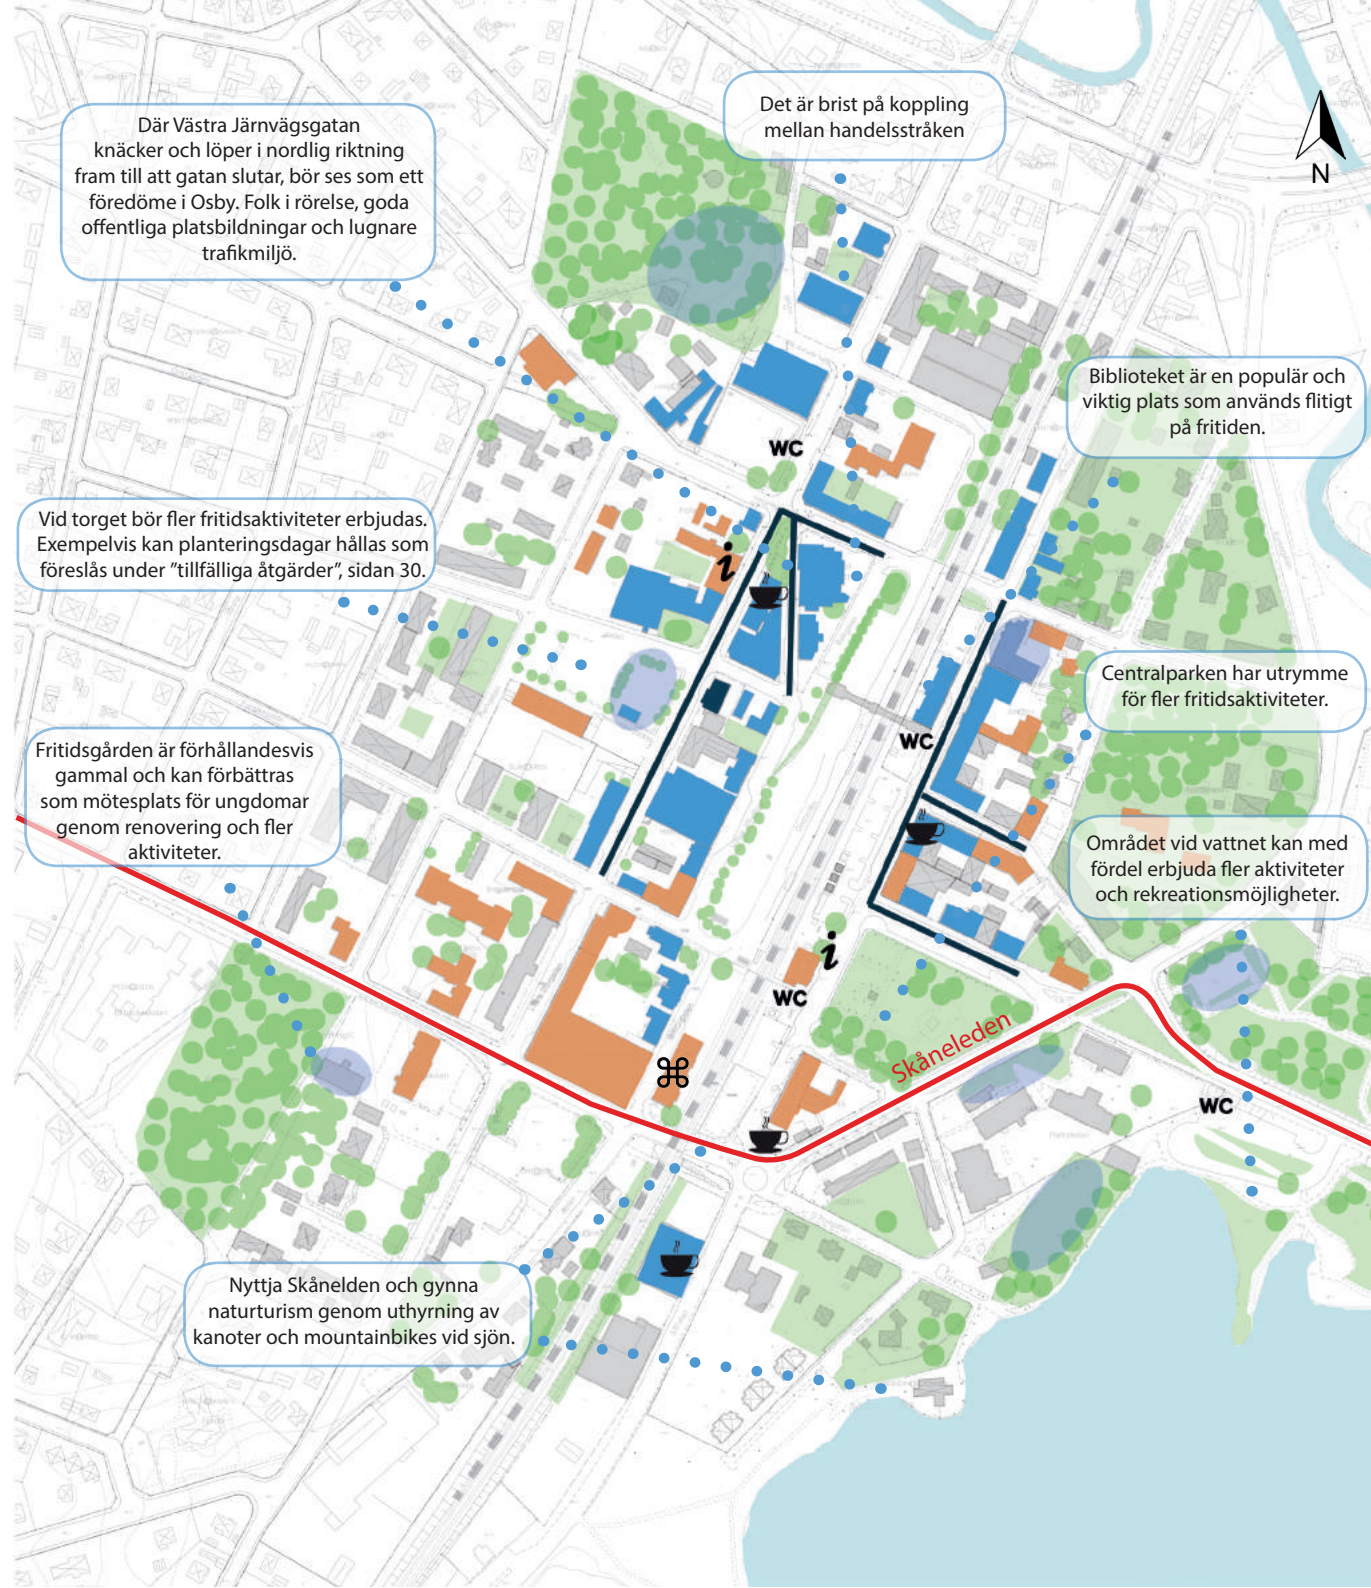 Där Västra Järnvägsgatan
knäcker och löper i nordlig riktning
fram till att gatan slutar, bör ses som ett
föredöme i Osby. Folk i rörelse, goda
offentliga platsbildningar och lugnare
trafikmiljö.
Det är brist på koppling
mellan handelsstråken
N
Biblioteket är en populär och
viktig plats som används flitigt
på fritiden.
WC
Vid torget bör fler fritidsaktiviteter erbjudas.
Exempelvis kan planteringsdagar hållas som
föreslås under ”tillfälliga åtgärder”, sidan 30.
i
Centralparken har utrymme
för fler fritidsaktiviteter.
WC
Fritidsgården är förhållandesvis
gammal och kan förbättras
som mötesplats för ungdomar
genom renovering och fler
aktiviteter.
Området vid vattnet kan med
fördel erbjuda fler aktiviteter
och rekreationsmöjligheter.
i
WC
Skåneleden
WC
Nyttja Skånelden och gynna
naturturism genom uthyrning av
kanoter och mountainbikes vid sjön.